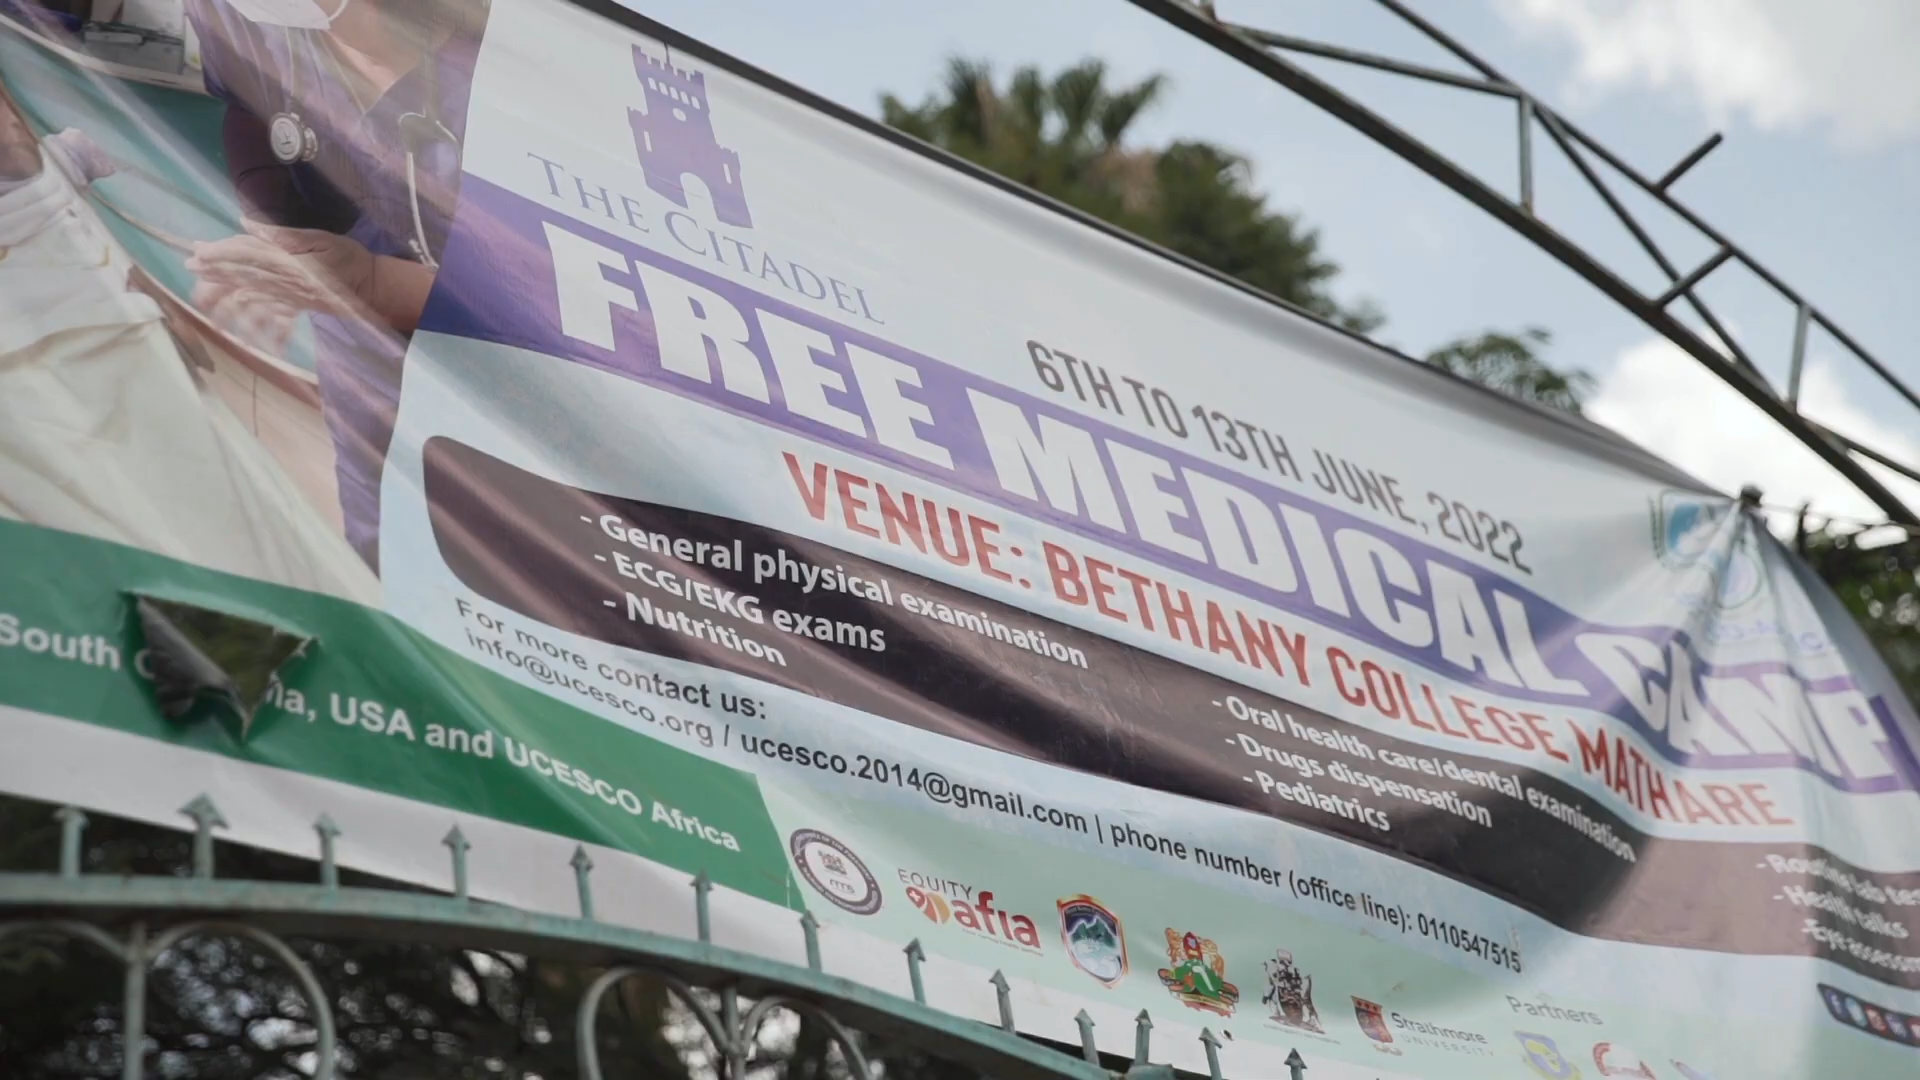 THE CITADEL
6TH TO 13TH JUNE, 2022
FREE MEDICAL CAMP
VENUE: BETHANY COLLEGE MATHARE
- General physical examination
- ECG/EKG exams
- Nutrition
- Oral health care/dental examination
- Drugs dispensation
- Pediatrics
- Health talks
For more contact us:
info@ucesco.org / ucesco.2014@gmail.com | phone number (office line): 0110547515
South USA and UCESCO Africa
EQUITY
afia
Strathmore
UNIVERSITY
Partners